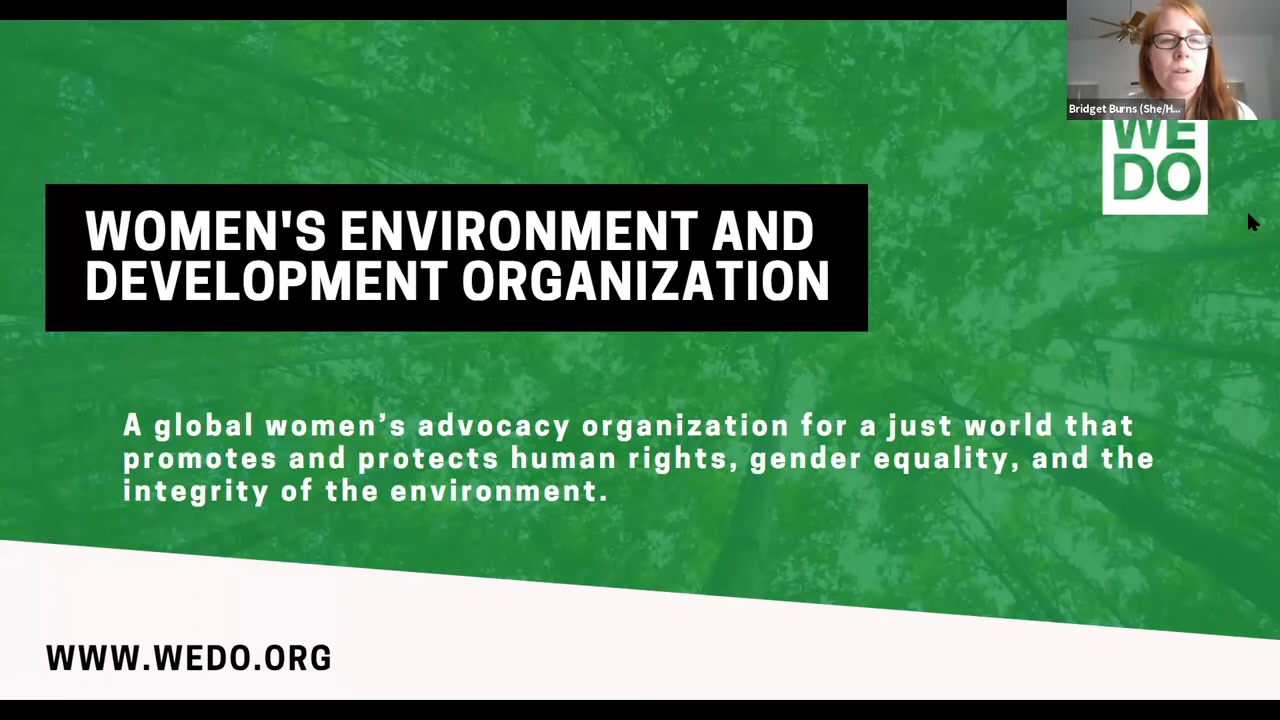 Bridget Burns (She/H...
WE
DO
WOMEN'S ENVIRONMENT AND
DEVELOPMENT ORGANIZATION
A global women’s advocacy organization for a just world that
promotes and protects human rights, gender equality, and the
integrity of the environment.
WWW.WEDO.ORG